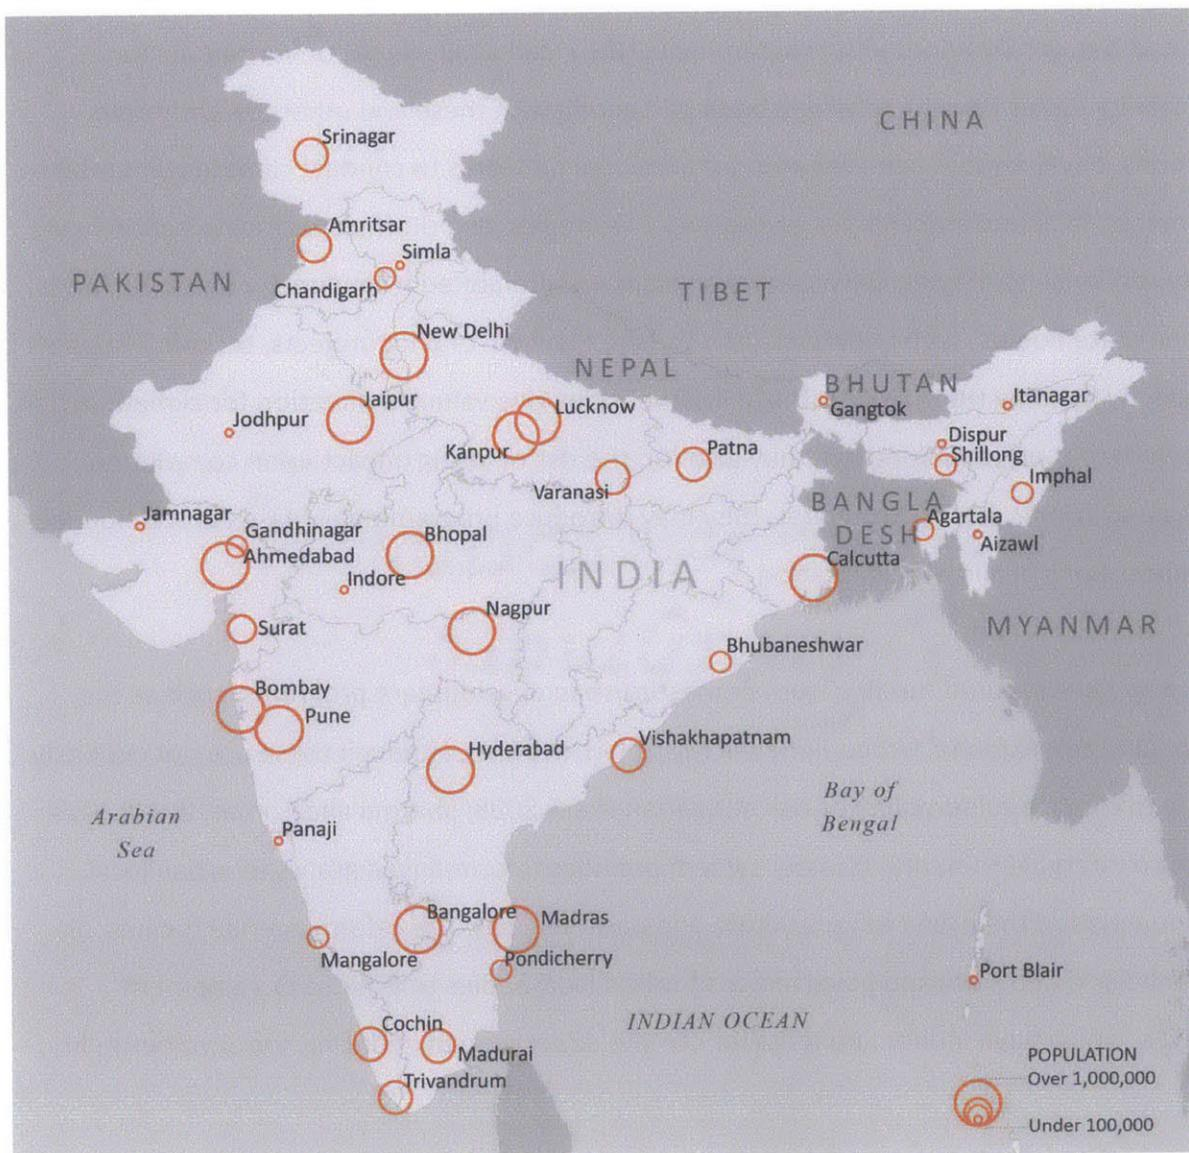 CHINA
Srinagar
Amritsar
Simla
PAKISTAN
Chandigarh
TIBET
New Delhi
NEPAL
BHUTAN
Itanagar
Jaipur
Lucknow
Gangtok
Jodhpur
Dispur
Kanpur
Patna
Shillong
Imphal
Varanasi
BANGLA
DESH
Jamnagar
Gandhinagar
Agartala
Ahmedabad
Bhopal
Aizawl
Calcutta
Indore
INDIA
Nagpur
Surat
MYANMAR
Bhubaneshwar
Bombay
Pune
Hyderabad
Vishakhapatnam
Bay of
Bengal
Arabian
Sea
Panaji
Bangalore
Madras
Mangalore
Pondicherry
Port Blair
Cochin
INDIAN OCEAN
Madurai
Trivandrum
POPULATION
Over 1,000,000
Under 100,000